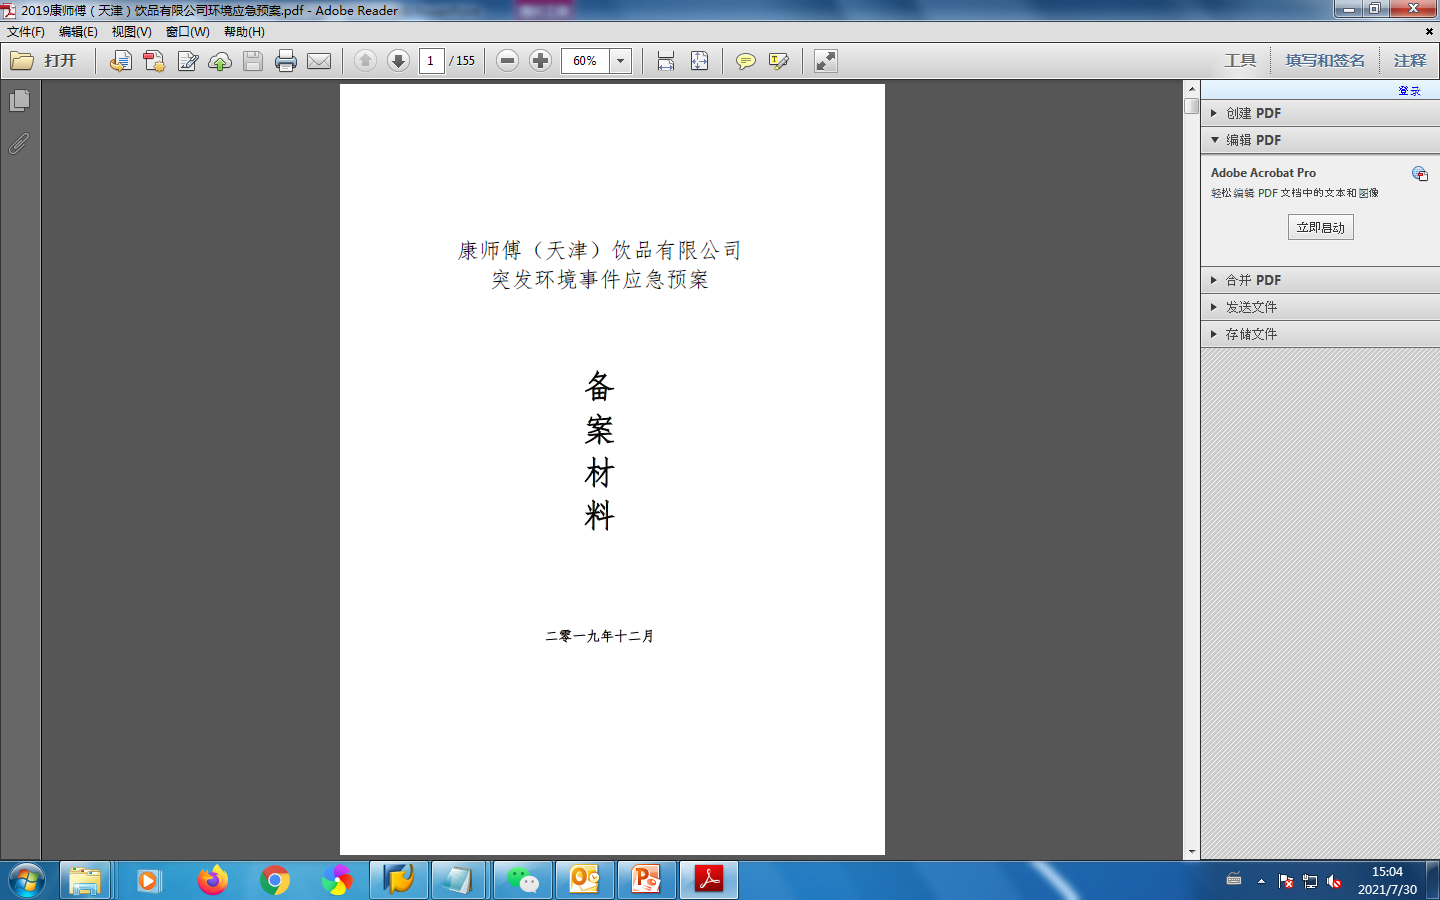 2019康师傅（天津）饮品有限公司环境应急预案.pdf - Adobe Reader
文件(F) 编辑(E) 视图(V) 窗口(W) 帮助(H)
打开 1 / 155 60% 工具 填写和签名 注释
登录
创建 PDF
编辑 PDF
Adobe Acrobat Pro
轻松编辑 PDF 文档中的文本和图像
立即启动
合并 PDF
发送文件
存储文件
康师傅（天津）饮品有限公司
突发环境事件应急预案
备
案
材
料
二零一九年十二月
15:04
2021/7/30